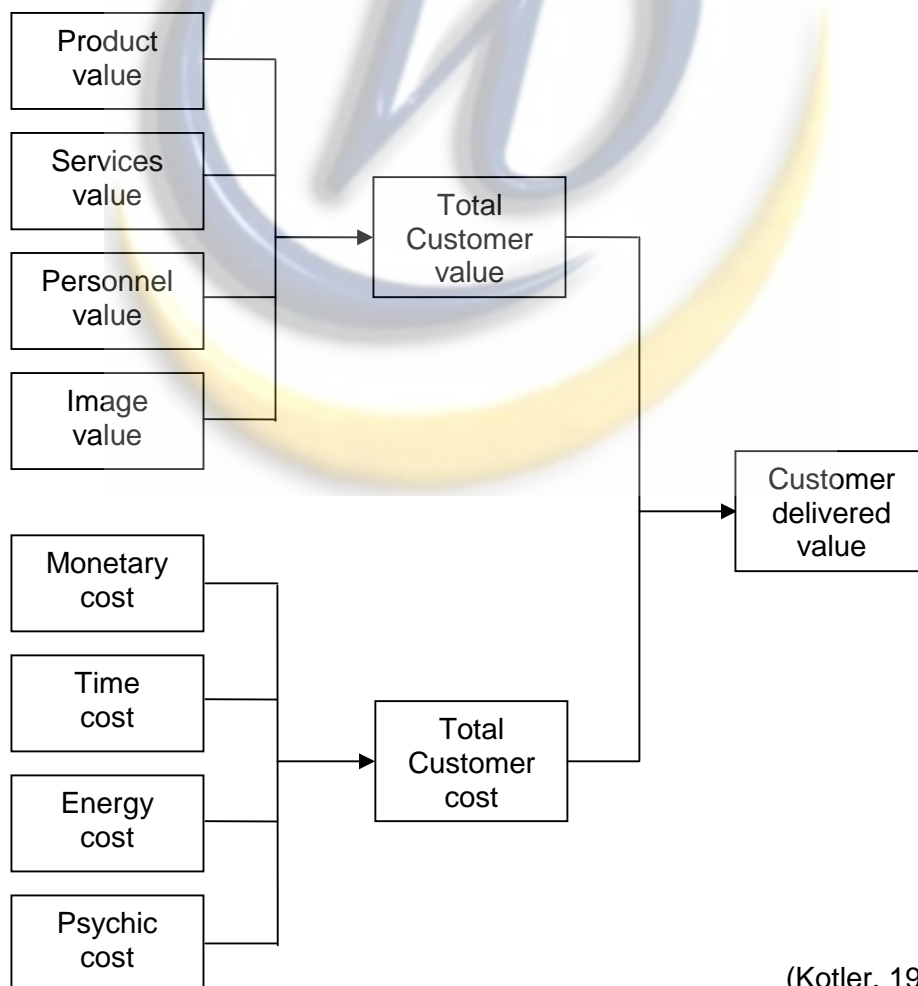 Product
value
Services
value
Personnel
value
Image
value
Total
Customer
value
Customer
delivered
value
Monetary
cost
Time
cost
Energy
cost
Psychic
cost
Total
Customer
cost
(Kotler, 19